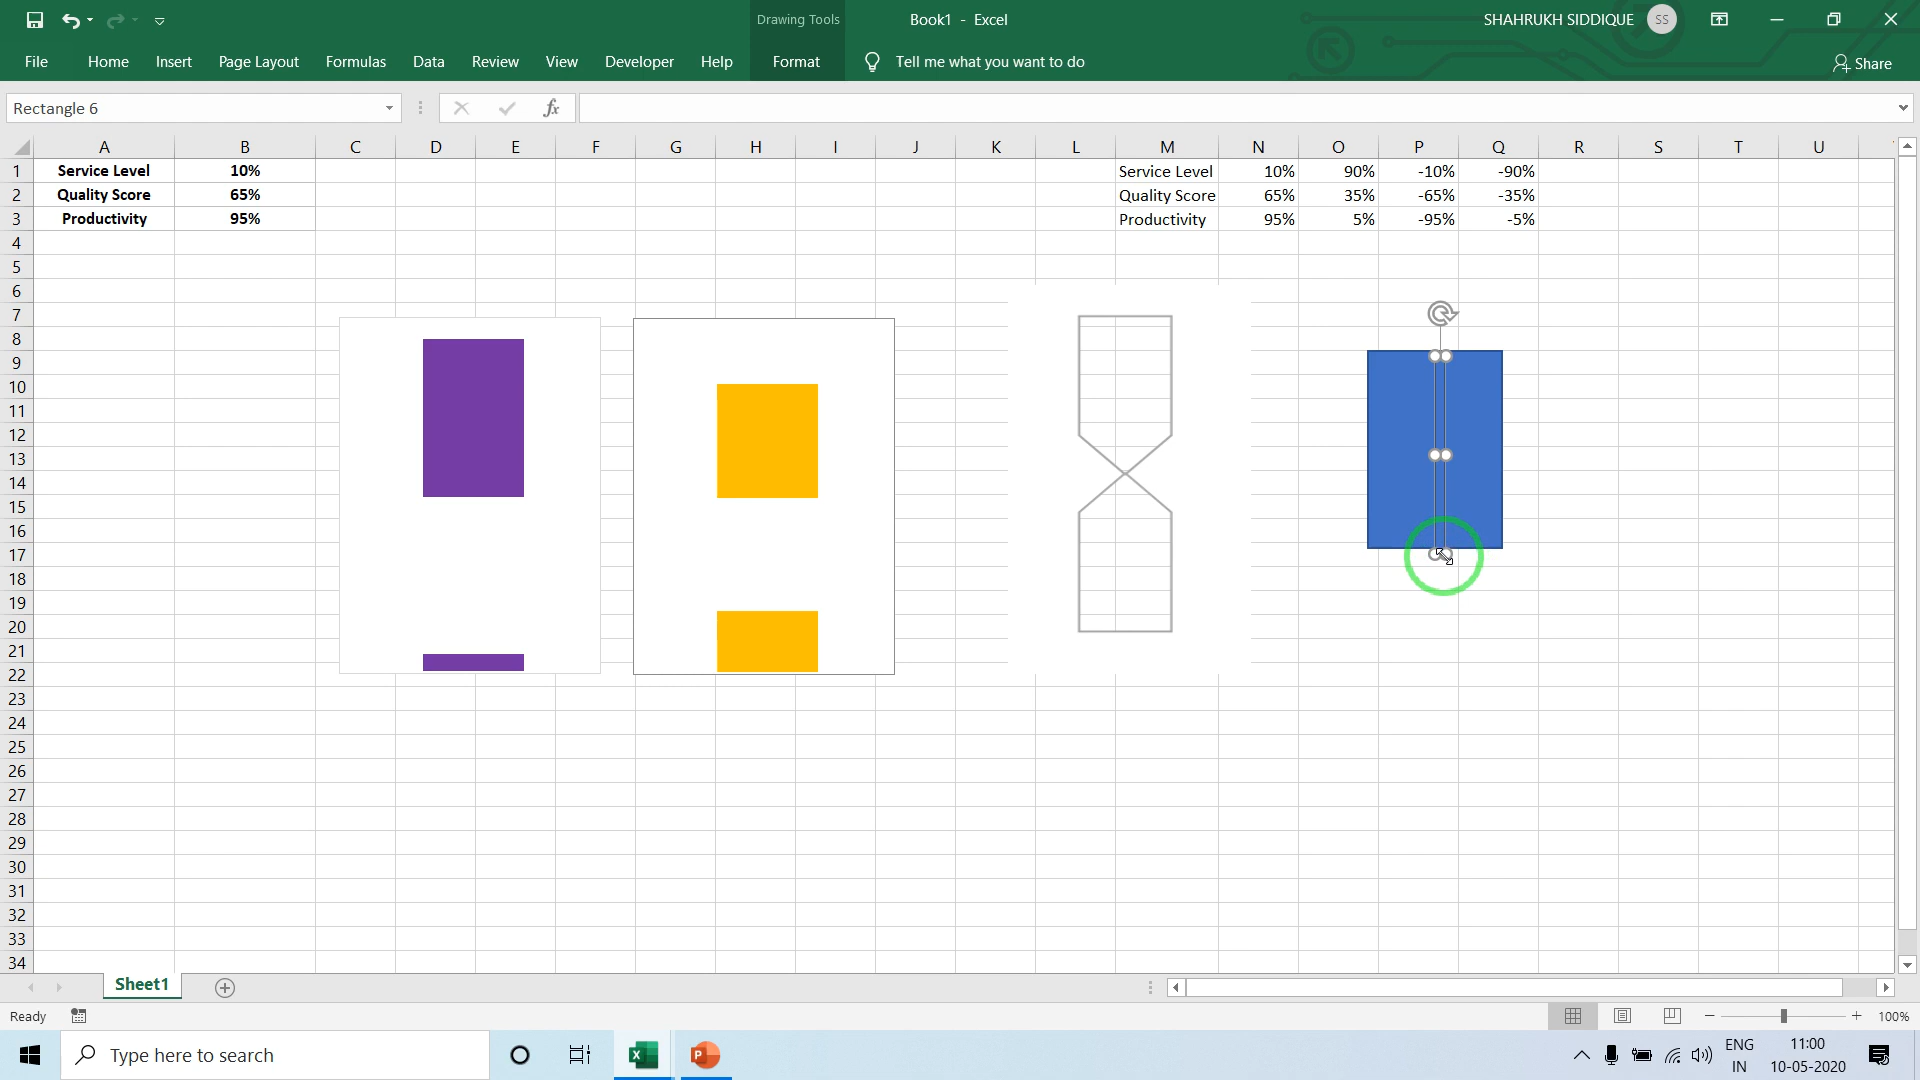 Drawing Tools
Book1 - Excel
SHAHRUKH SIDDIQUE SS
File Home Insert Page Layout Formulas Data Review View Developer Help Format Tell me what you want to do Share
Rectangle 6 fx
A B C D E F G H I J K L M N O P Q R S T U
1 Service Level 10% Service Level 10% 90% -10% -90%
2 Quality Score 65% Quality Score 65% 35% -65% -35%
3 Productivity 95% Productivity 95% 5% -95% -5%
4
5
6
7
8
9
10
11
12
13
14
15
16
17
18
19
20
21
22
23
24
25
26
27
28
29
30
31
32
33
34
Sheet1
Ready 100%
Type here to search
ENG 11:00
IN 10-05-2020